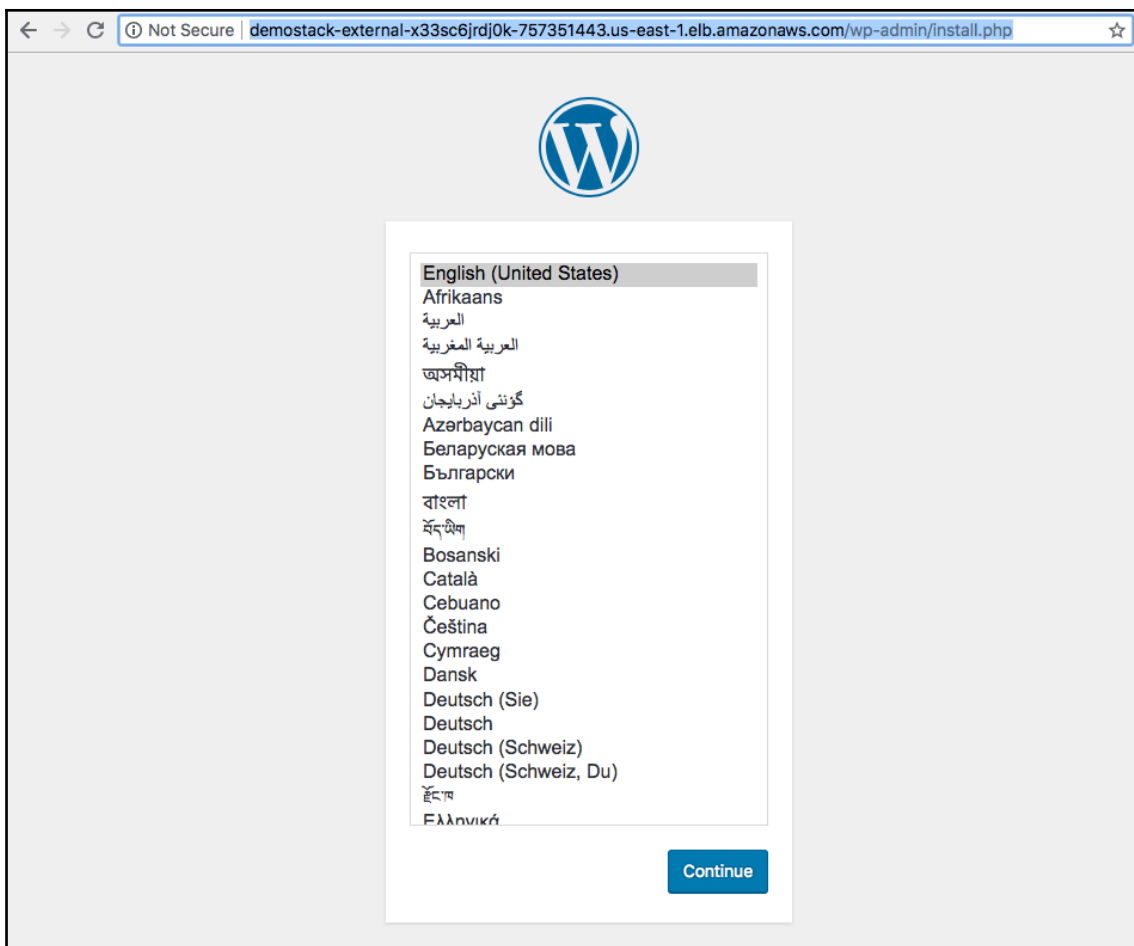 Not Secure demostack-external-x33sc6jrdj0k-757351443.us-east-1.elb.amazonaws.com/wp-admin/install.php
English (United States)
Afrikaans
العربية
العربية المغربية
অসমীয়া
گؤنئی آذربایجان
Azərbaycan dili
Беларуская мова
Български
বাংলা
བོད་ཡིག
Bosanski
Català
Cebuano
Čeština
Cymraeg
Dansk
Deutsch (Sie)
Deutsch
Deutsch (Schweiz)
Deutsch (Schweiz, Du)
རྫོང་ཁ
Ελληνικά
Continue